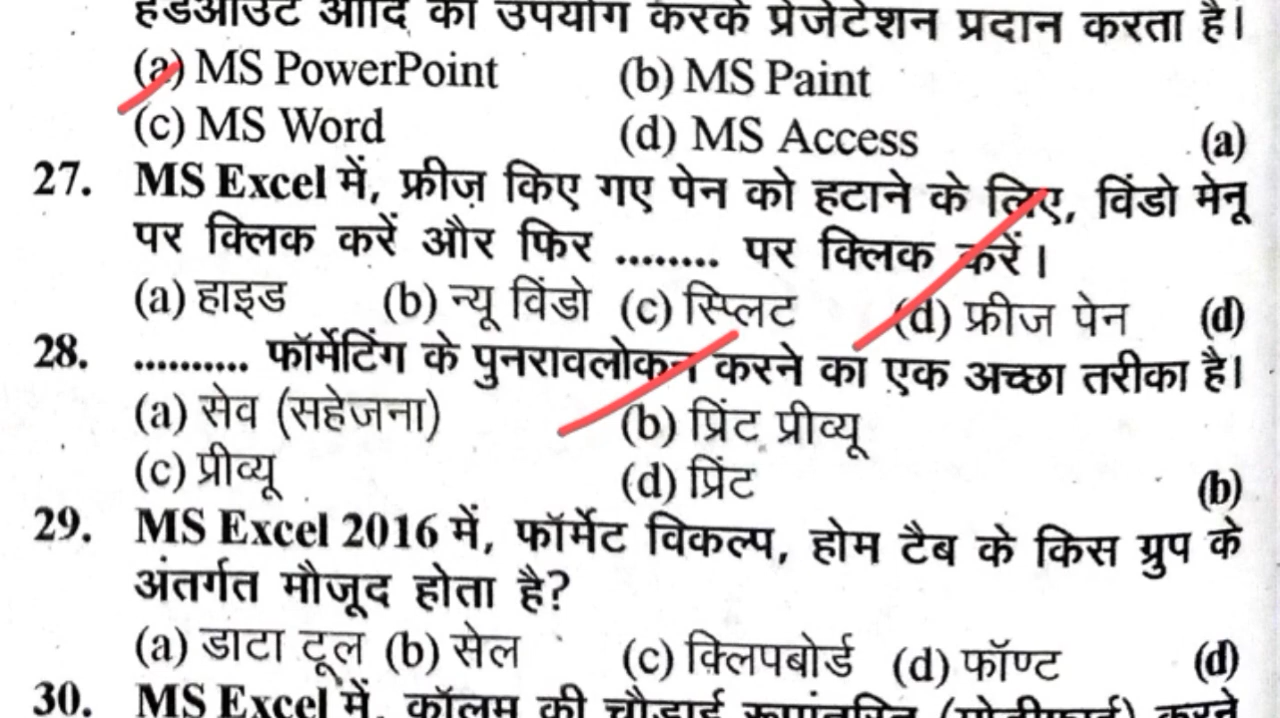 हैंडआउट आदि का उपयोग करके प्रेजेंटेशन प्रदान करता है।
(a) MS PowerPoint (b) MS Paint
(c) MS Word (d) MS Access (a)
27. MS Excel में, फ्रीज़ किए गए पेन को हटाने के लिए, विंडो मेनू
पर क्लिक करें और फिर ........ पर क्लिक करें।
(a) हाइड (b) न्यू विंडो (c) स्प्लिट (d) फ्रीज पेन (d)
28. .......... फॉर्मेटिंग के पुनरावलोकन करने का एक अच्छा तरीका है।
(a) सेव (सहेजना) (b) प्रिंट प्रीव्यू
(c) प्रीव्यू (d) प्रिंट (b)
29. MS Excel 2016 में, फॉर्मेट विकल्प, होम टैब के किस ग्रुप के
अंतर्गत मौजूद होता है?
(a) डाटा टूल (b) सेल (c) क्लिपबोर्ड (d) फॉण्ट (d)
30. MS Excel में, कॉलम की चौड़ाई रूपांतरित (मोडीफाई) करने